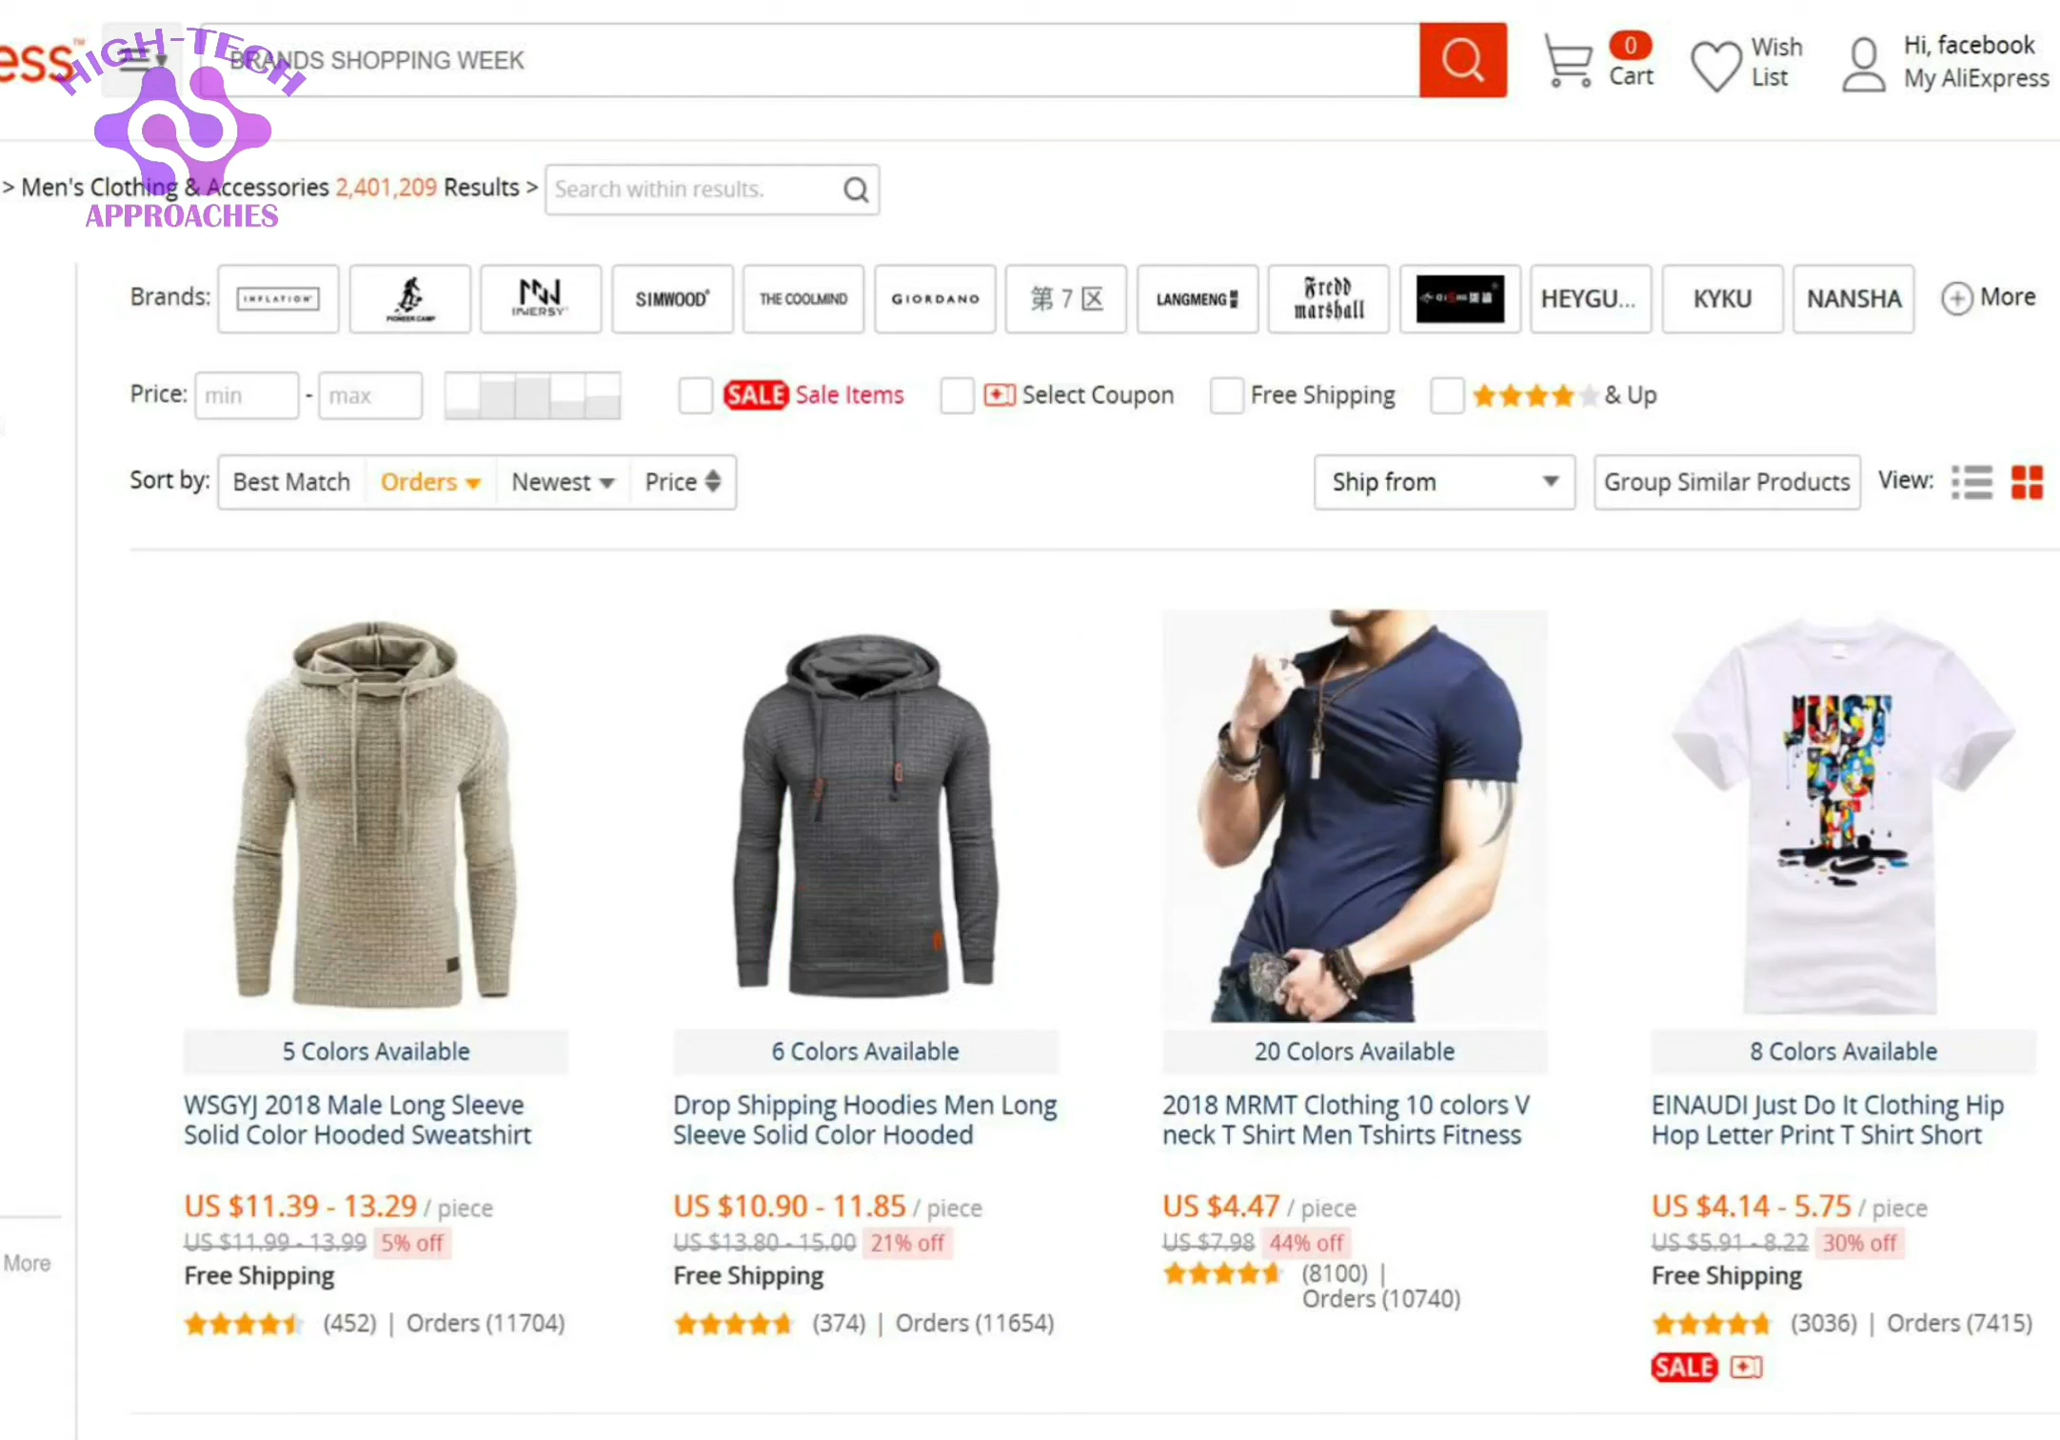 ess™
HIGH-TECH
APPROACHES
BRANDS SHOPPING WEEK
0
Cart
Wish
List
Hi, facebook
My AliExpress
> Men's Clothing & Accessories 2,401,209 Results >
Search within results.
Brands:
INFLATION
PIONEER CAMP
INNERSY
SIMWOOD®
THE COOLMIND
GIORDANO
第7区
LANGMENG
Fredd
marshall
HEYGU...
KYKU
NANSHA
More
Price: min - max
SALE Sale Items
Select Coupon
Free Shipping
& Up
Sort by: Best Match Orders Newest Price
Ship from
Group Similar Products
View:
More
5 Colors Available
WSGYJ 2018 Male Long Sleeve
Solid Color Hooded Sweatshirt
US $11.39 - 13.29 / piece
US $11.99 - 13.99 5% off
Free Shipping
(452) | Orders (11704)
6 Colors Available
Drop Shipping Hoodies Men Long
Sleeve Solid Color Hooded
US $10.90 - 11.85 / piece
US $13.80 - 15.00 21% off
Free Shipping
(374) | Orders (11654)
20 Colors Available
2018 MRMT Clothing 10 colors V
neck T Shirt Men Tshirts Fitness
US $4.47 / piece
US $7.98 44% off
(8100) |
Orders (10740)
JUST
DO
IT
8 Colors Available
EINAUDI Just Do It Clothing Hip
Hop Letter Print T Shirt Short
US $4.14 - 5.75 / piece
US $5.91 - 8.22 30% off
Free Shipping
(3036) | Orders (7415)
SALE